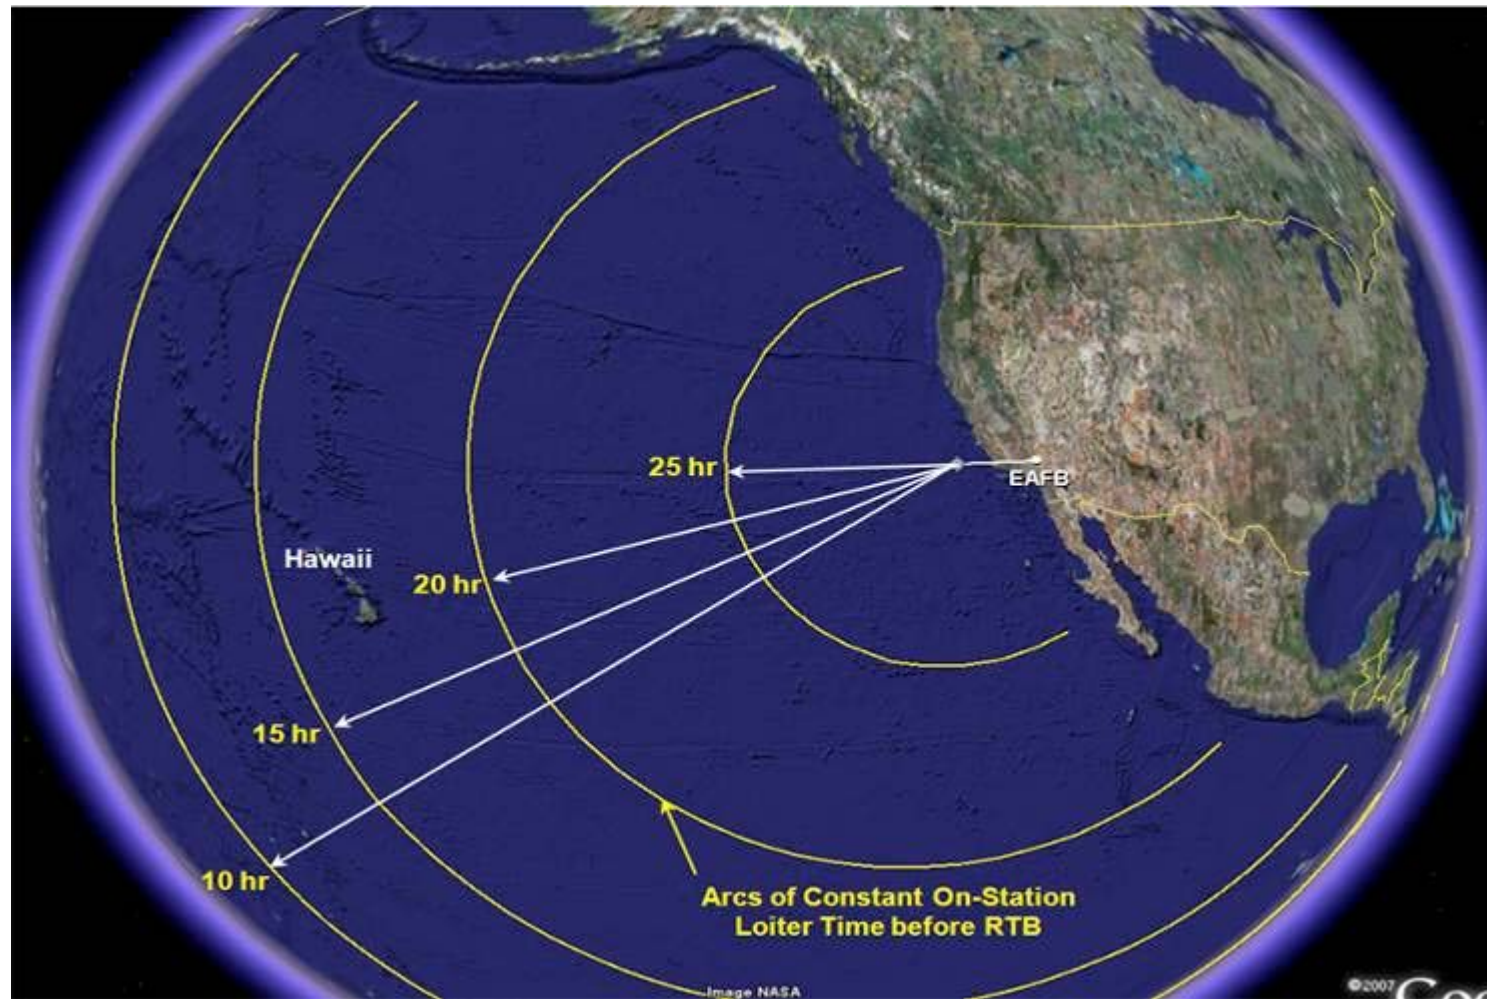 25 hr
EAFB
Hawaii
20 hr
15 hr
10 hr
Arcs of Constant On-Station
Loiter Time before RTB
Image NASA
©2007